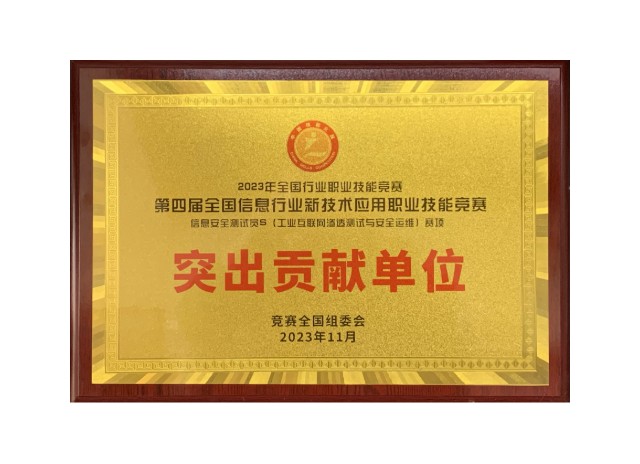 2023年全国行业职业技能竞赛
第四届全国信息行业新技术应用职业技能竞赛
信息安全测试员S（工业互联网渗透测试与安全运维）赛项
突出贡献单位
竞赛全国组委会
2023年11月